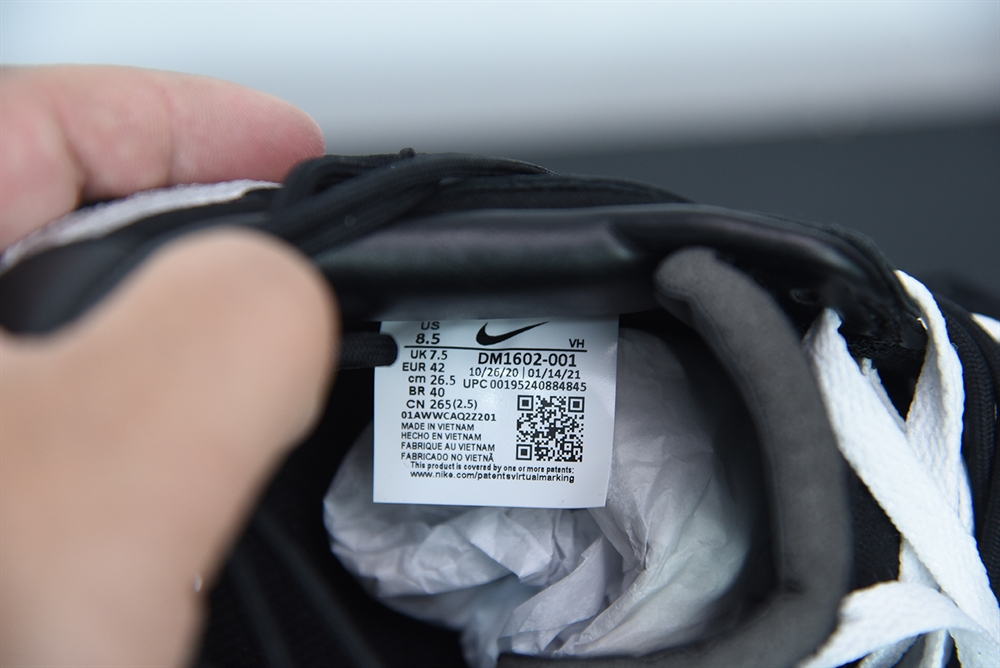 US
8.5
VH
UK 7.5
DM1602-001
EUR 42
10/26/20 | 01/14/21
cm 26.5
UPC 00195240884845
BR 40
CN 265(2.5)
01AWWCAQ2Z201
MADE IN VIETNAM
HECHO EN VIETNAM
FABRIQUE AU VIETNAM
FABRICADO NO VIETNÃ
This product is covered by one or more patents;
www.nike.com/patentsvirtualmarking